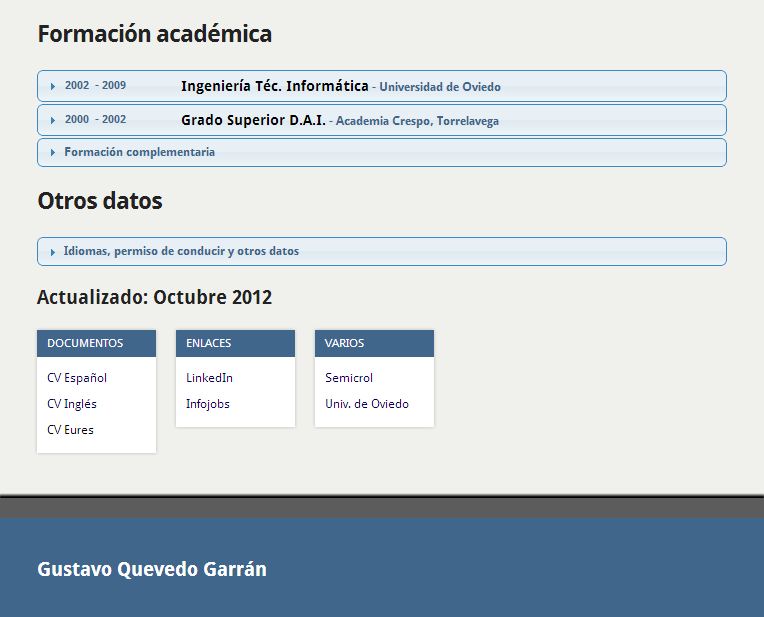 Formación académica
2002 - 2009 Ingeniería Téc. Informática - Universidad de Oviedo
2000 - 2002 Grado Superior D.A.I. - Academia Crespo, Torrelavega
Formación complementaria
Otros datos
Idiomas, permiso de conducir y otros datos
Actualizado: Octubre 2012
DOCUMENTOS
CV Español
CV Inglés
CV Eures
ENLACES
LinkedIn
Infojobs
VARIOS
Semicrol
Univ. de Oviedo
Gustavo Quevedo Garrán